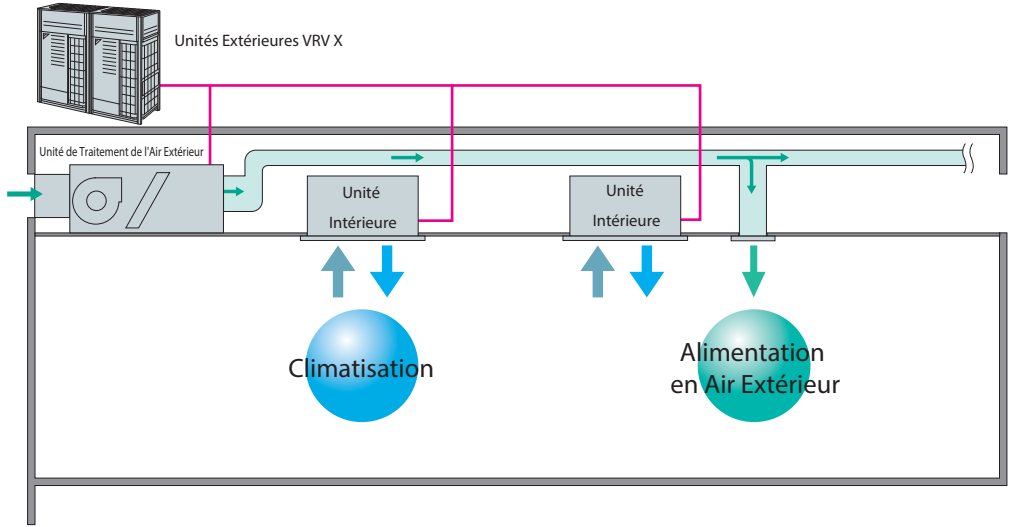 Unités Extérieures VRV X
Unité de Traitement de l'Air Extérieur
Unité
Intérieure
Unité
Intérieure
Climatisation
Alimentation
en Air Extérieur